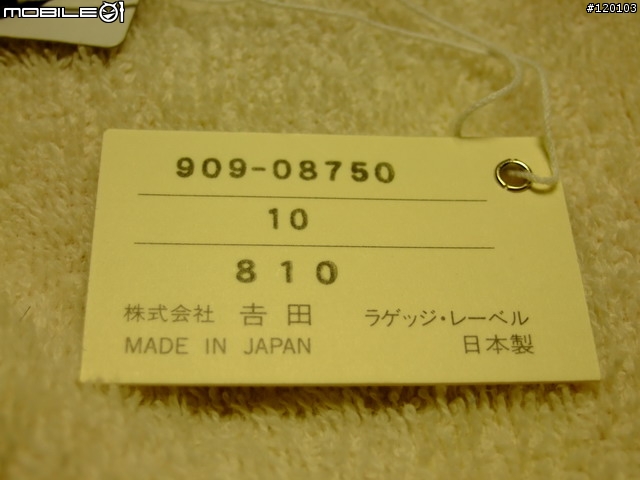 MOBILE01
#120103
909-08750
10
810
株式会社 𠮷田 ラゲッジ・レーベル
MADE IN JAPAN 日本製